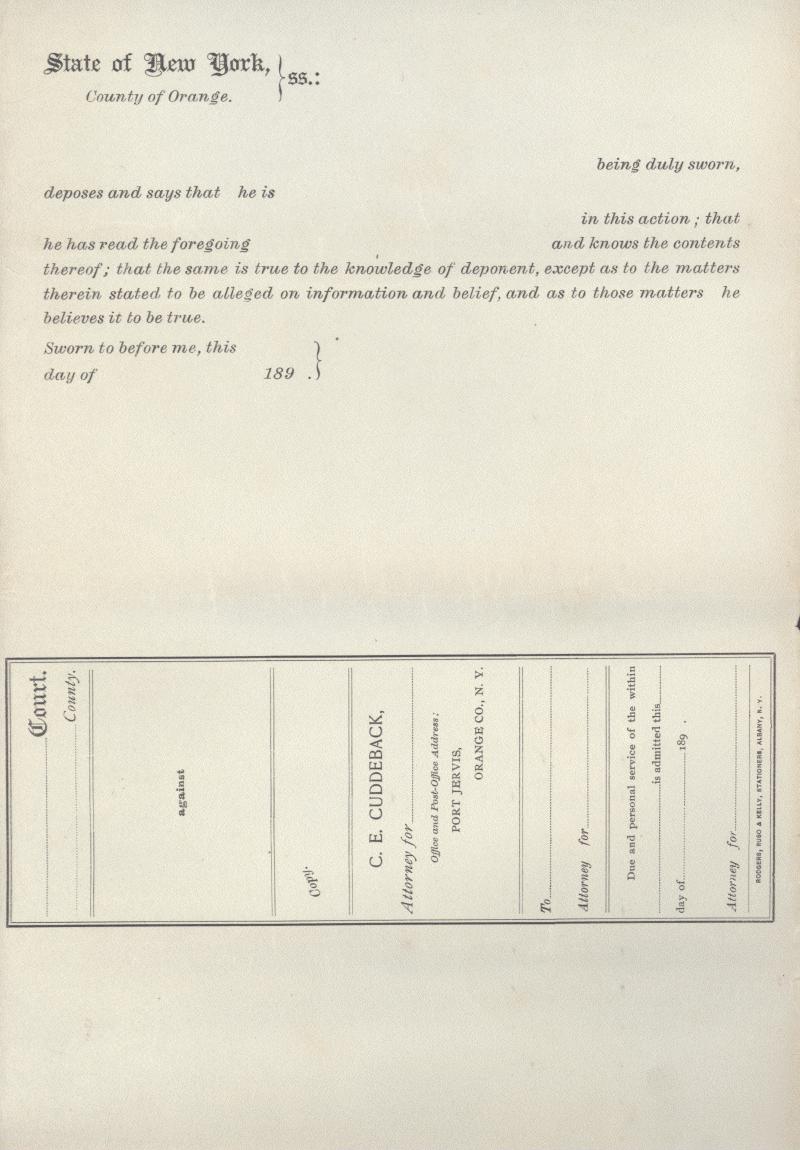 State of New York, } ss.:
County of Orange.
being duly sworn,
deposes and says that he is
in this action ; that
he has read the foregoing and knows the contents
thereof; that the same is true to the knowledge of deponent, except as to the matters
therein stated to be alleged on information and belief, and as to those matters he
believes it to be true.
Sworn to before me, this
day of 189 . }
Court.
County.
against
Copy.
C. E. CUDDEBACK,
Attorney for
Office and Post-Office Address:
PORT JERVIS,
ORANGE CO., N. Y.
To
Attorney for
Due and personal service of the within
is admitted this
day of 189 .
Attorney for
RODGERS, RUSO & KELLY, STATIONERS, ALBANY, N. Y.